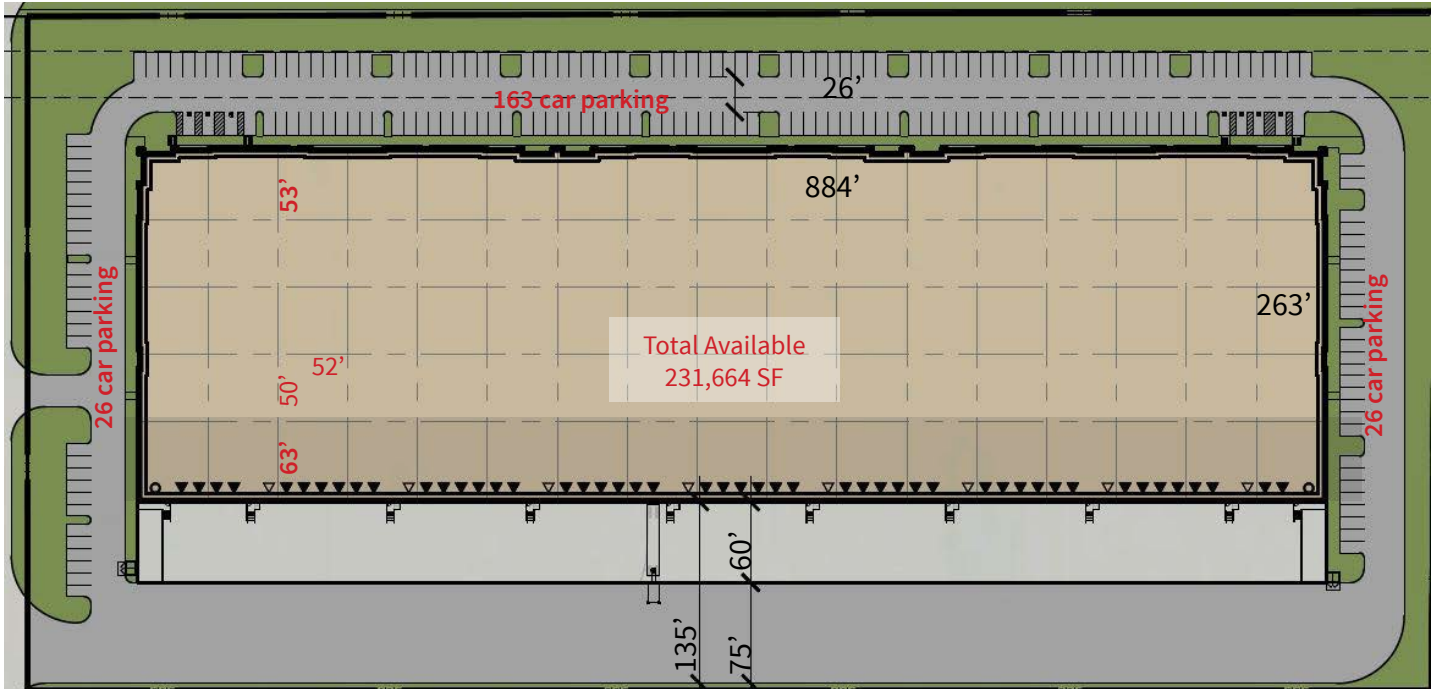 26’
163 car parking
884’
53’
263’
26 car parking
26 car parking
Total Available
231,664 SF
52’
50’
63’
60’
135’
75’